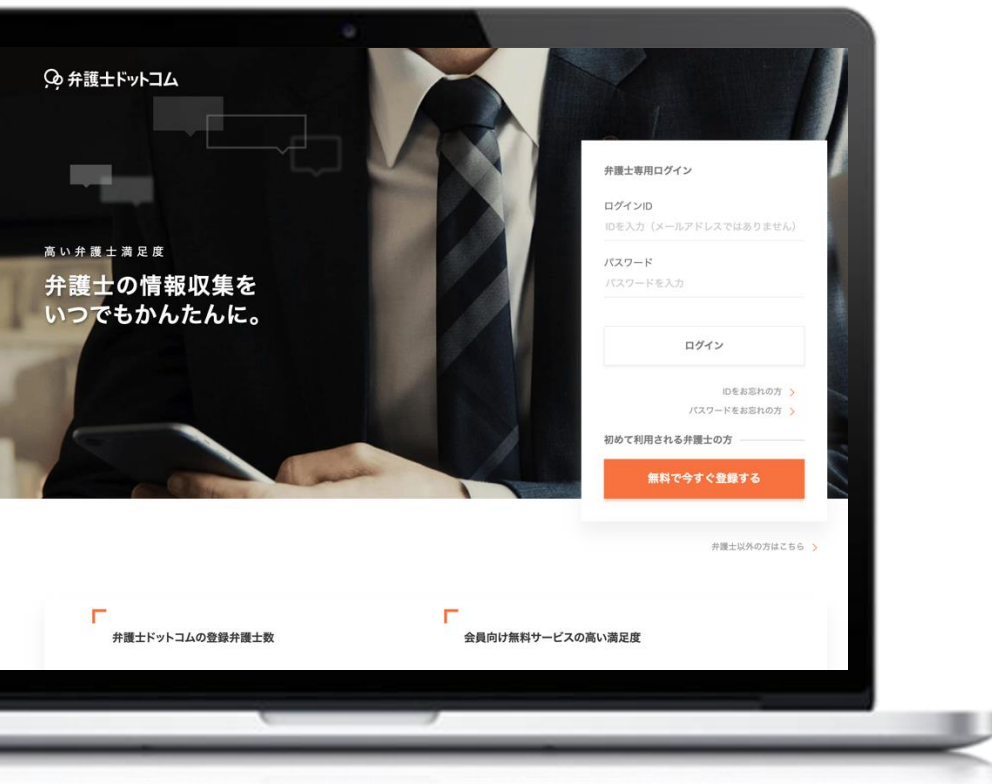 弁護士ドットコム
高い弁護士満足度
弁護士の情報収集を
いつでもかんたんに。
弁護士専用ログイン
ログインID
IDを入力（メールアドレスではありません）
パスワード
パスワードを入力
ログイン
IDをお忘れの方
パスワードをお忘れの方
初めて利用される弁護士の方
無料で今すぐ登録する
弁護士以外の方はこちら
弁護士ドットコムの登録弁護士数
会員向け無料サービスの高い満足度